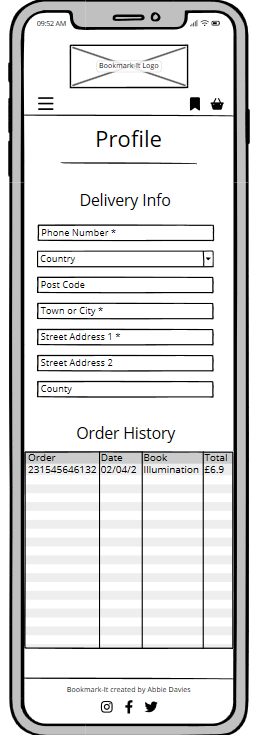 09:52 AM
Bookmark-It Logo
Profile
Delivery Info
Phone Number *
Country
Post Code
Town or City *
Street Address 1 *
Street Address 2
County
Order History
Order Date Book Total
231545646132 02/04/2 Illumination £6.9
Bookmark-It created by Abbie Davies